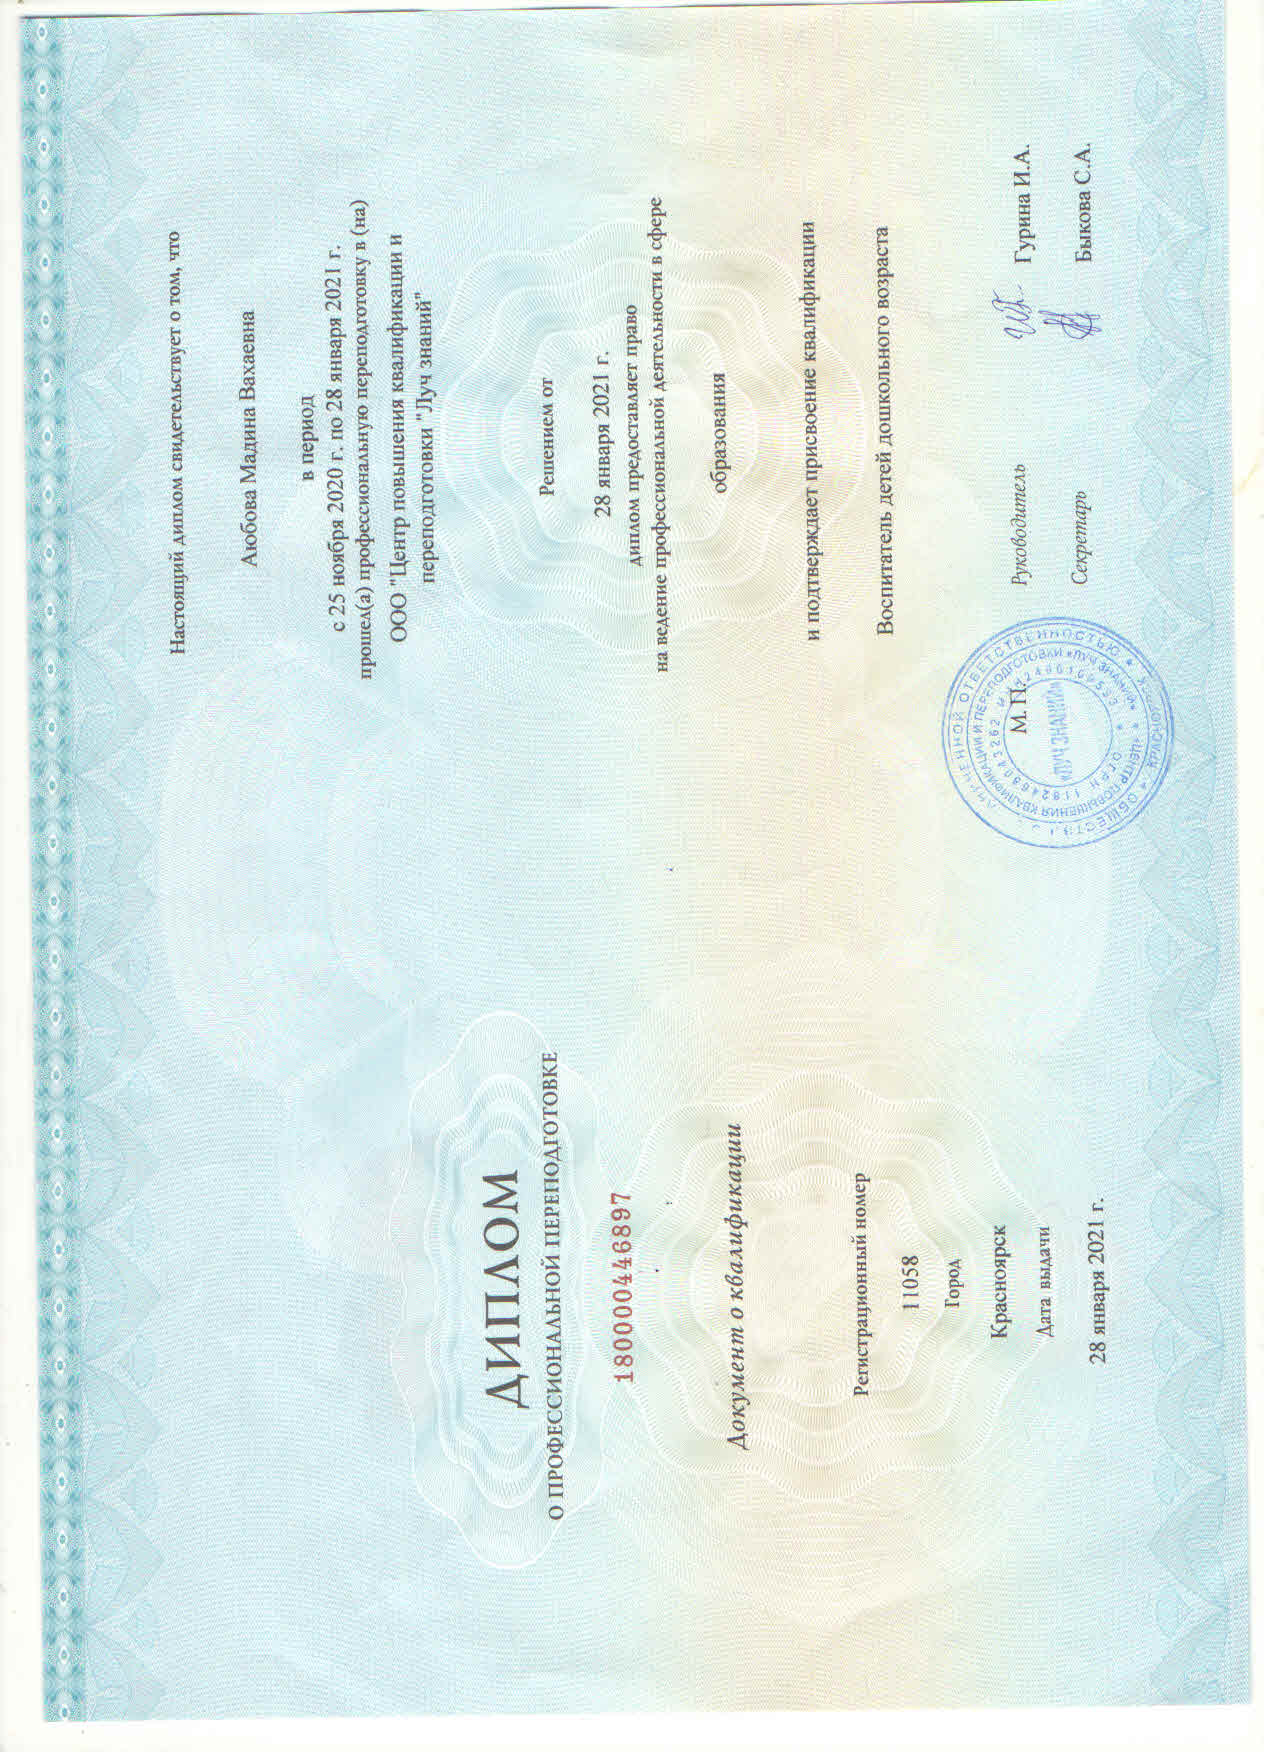 ДИПЛОМ
О ПРОФЕССИОНАЛЬНОЙ ПЕРЕПОДГОТОВКЕ
180000446897
Документ о квалификации
Регистрационный номер
11058
Город
Красноярск
Дата выдачи
28 января 2021 г.
Настоящий диплом свидетельствует о том, что
Аюбова Мадина Вахаевна
в период
с 25 ноября 2020 г. по 28 января 2021 г.
прошел(а) профессиональную переподготовку в (на)
ООО "Центр повышения квалификации и
переподготовки "Луч знаний"
Решением от
28 января 2021 г.
диплом предоставляет право
на ведение профессиональной деятельности в сфере
образования
и подтверждает присвоение квалификации
Воспитатель детей дошкольного возраста
Руководитель Гурина И.А.
М.П.
Секретарь Быкова С.А.
«ЛУЧ ЗНАНИЙ»